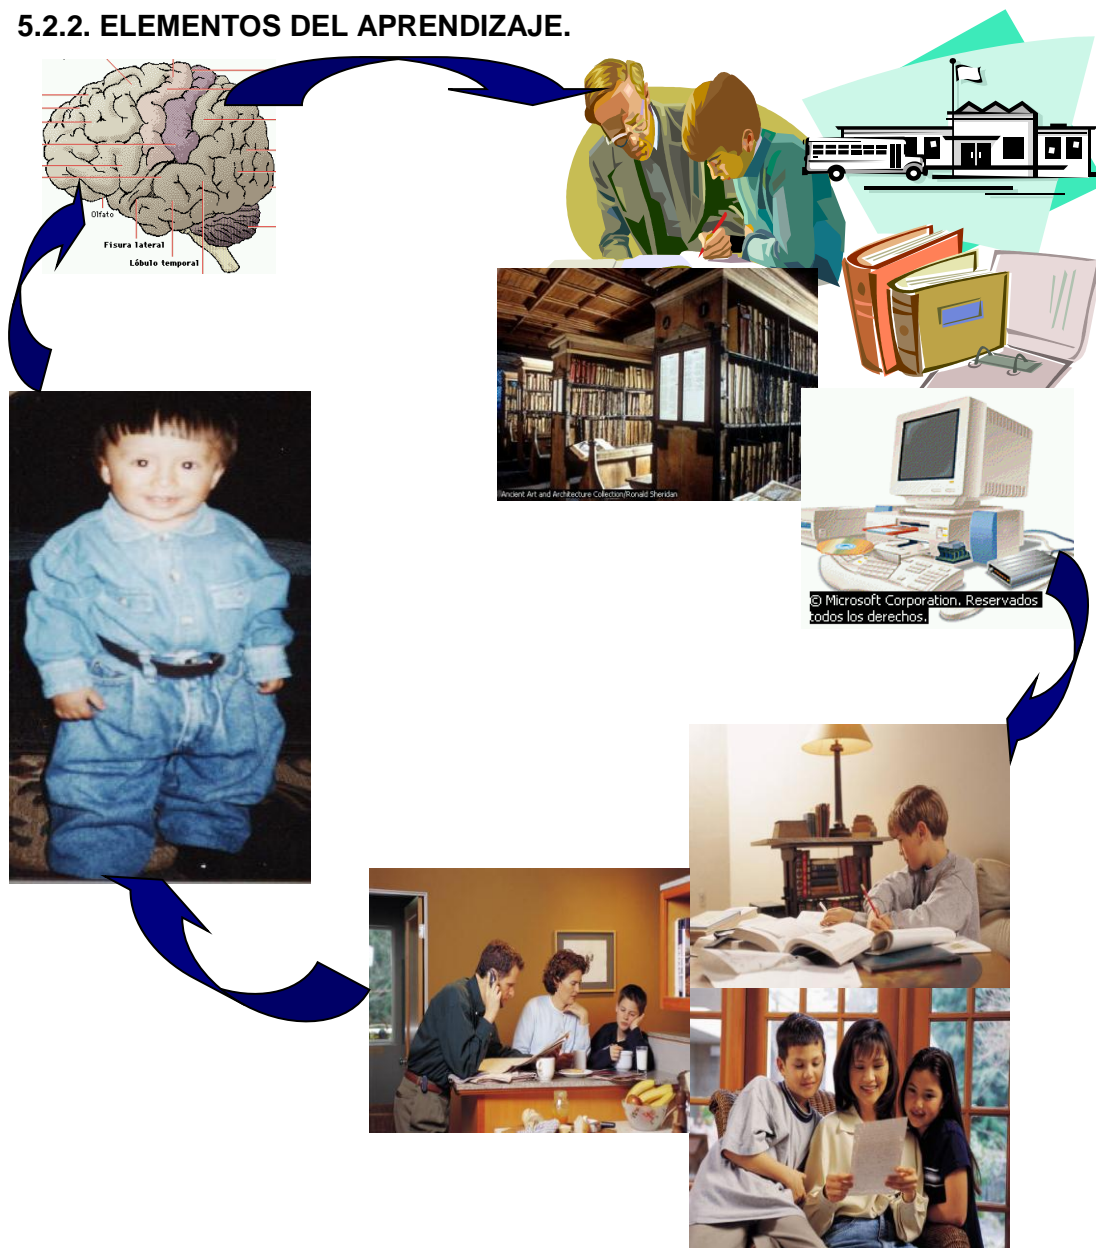 5.2.2. ELEMENTOS DEL APRENDIZAJE.
Olfato
Fisura lateral
Lóbulo temporal
Ancient Art and Architecture Collection/Ronald Sheridan
© Microsoft Corporation. Reservados
todos los derechos.